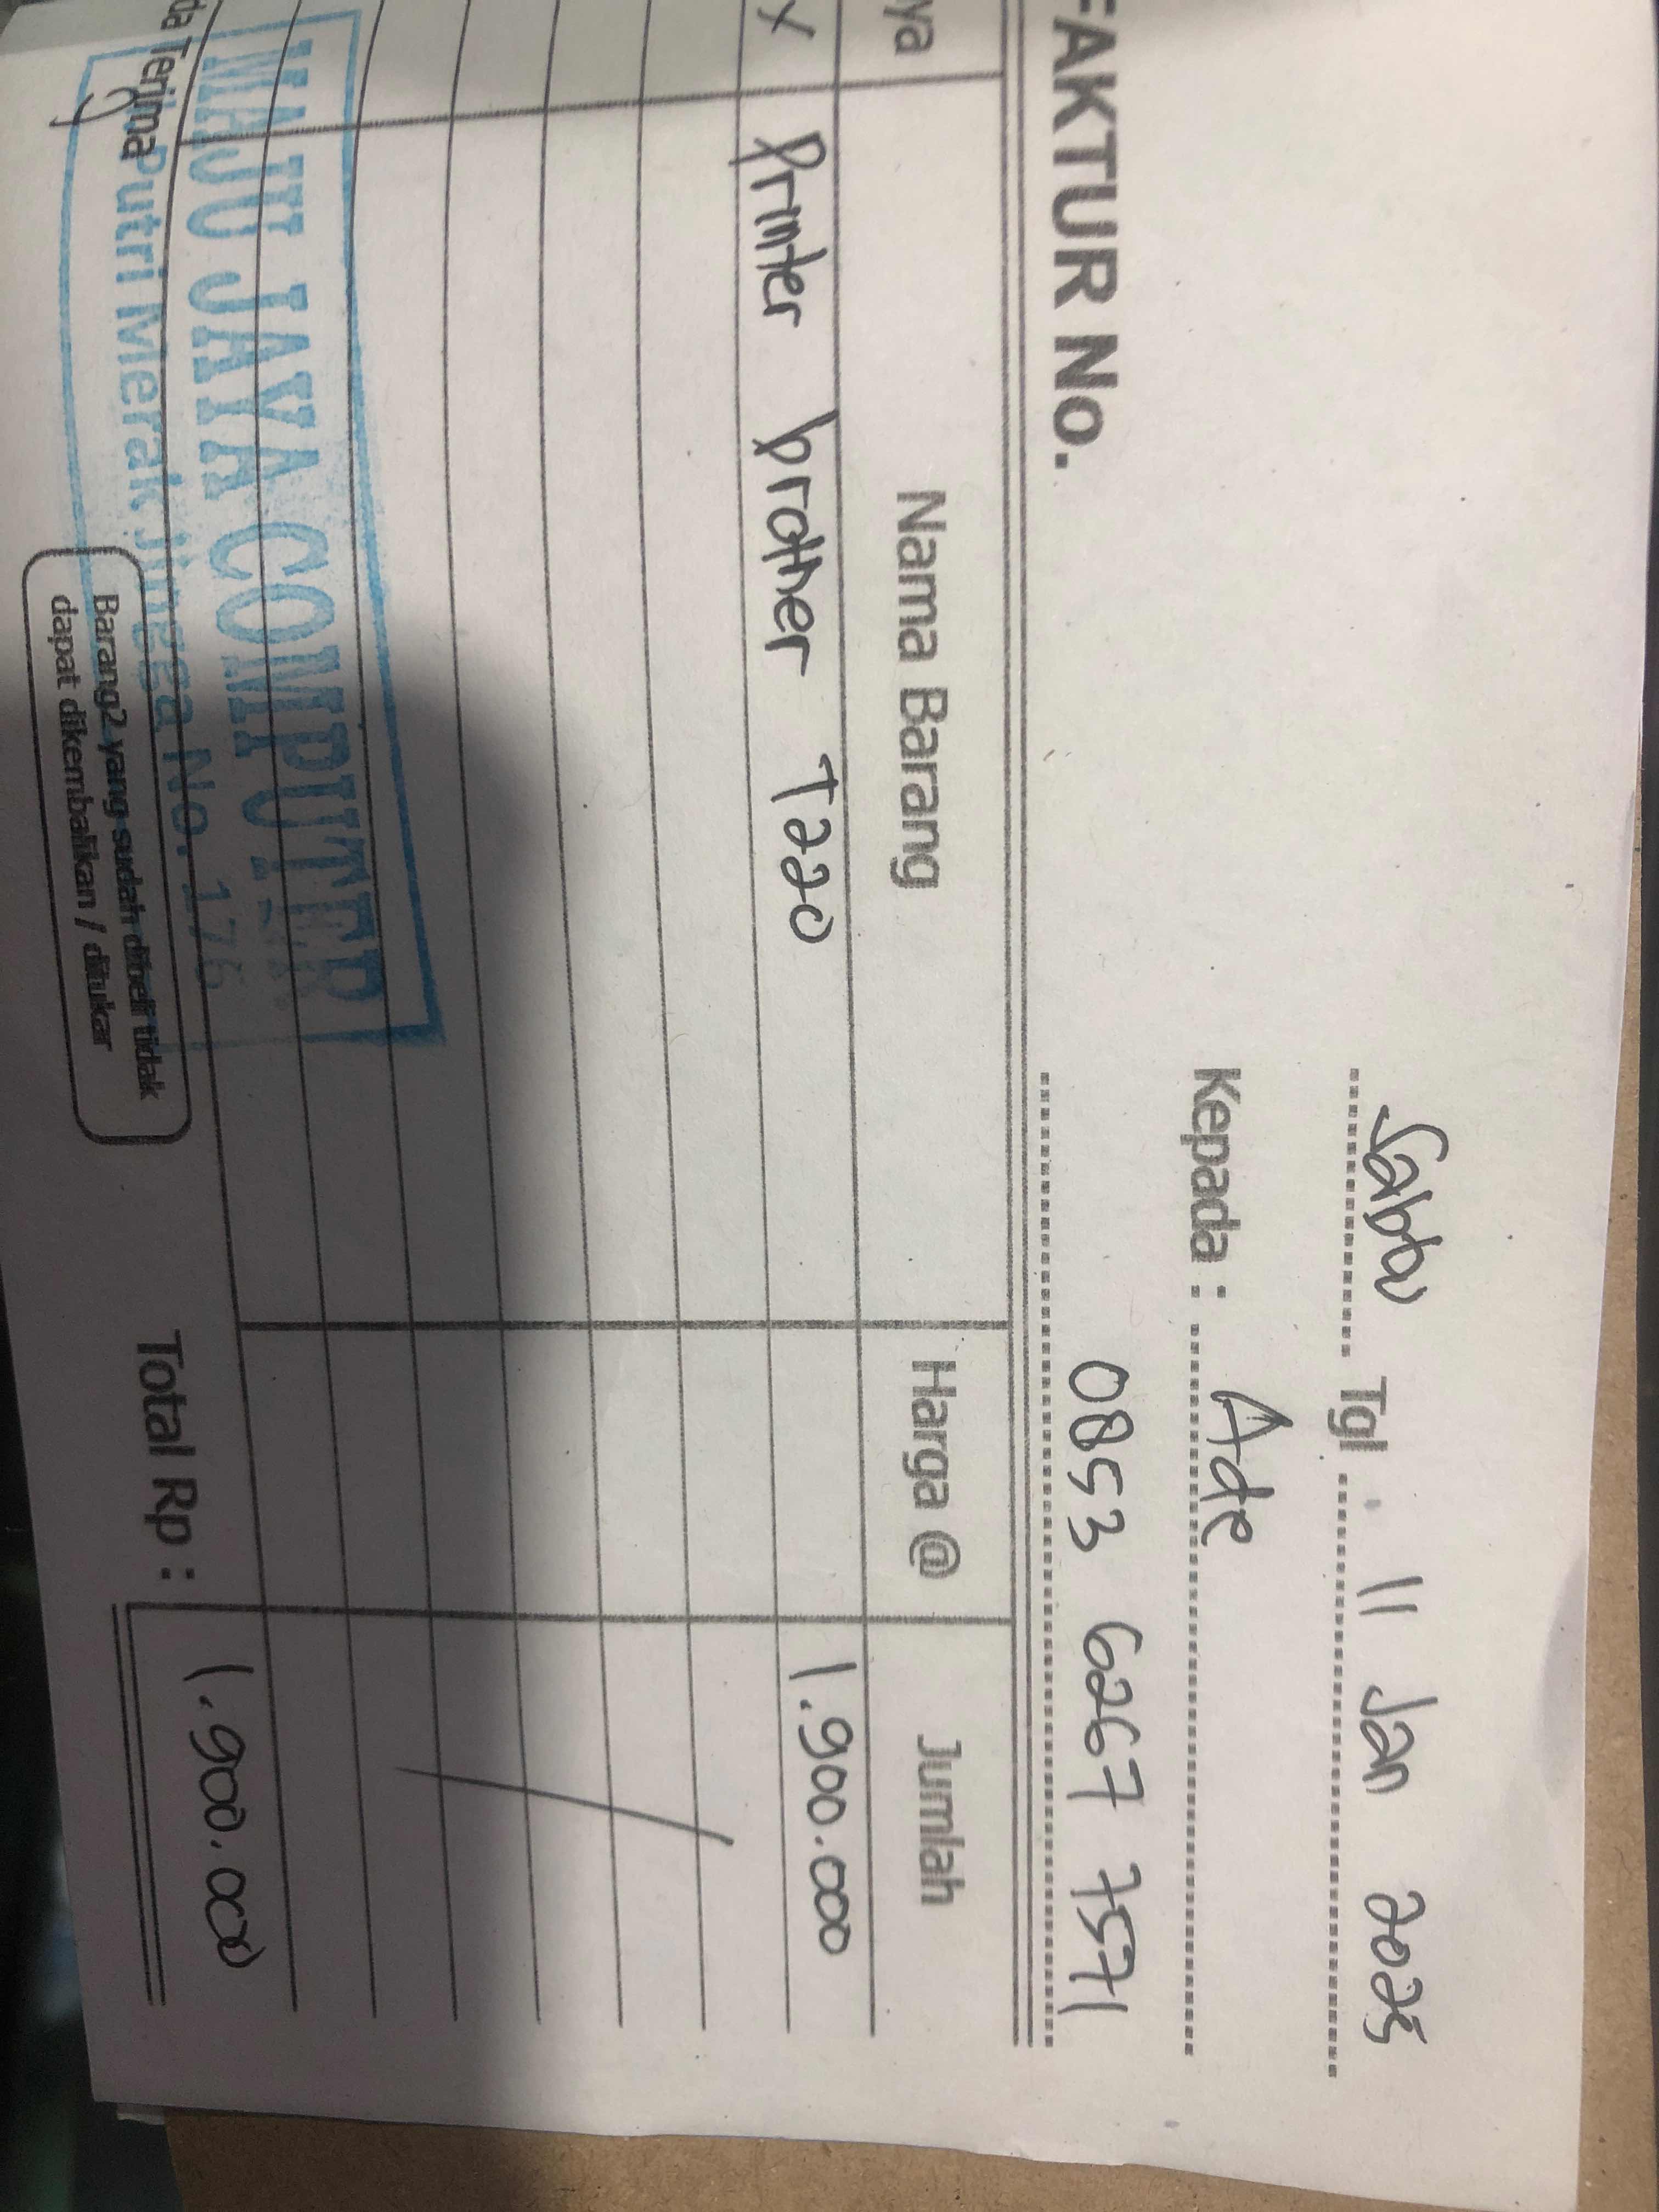 Sabtu Tgl. 11 Jan 2025
Kepada : Ade
FAKTUR No. 0853 6267 7571
ya Nama Barang Harga @ Jumlah
Printer brother T220 1.900.000
MAJU JAYA COMPUTER
Putri Merak Jingga No. 176
Total Rp : 1.900.000
da Terima
Barang2 yang sudah dibeli tidak
dapat dikembalikan / ditukar